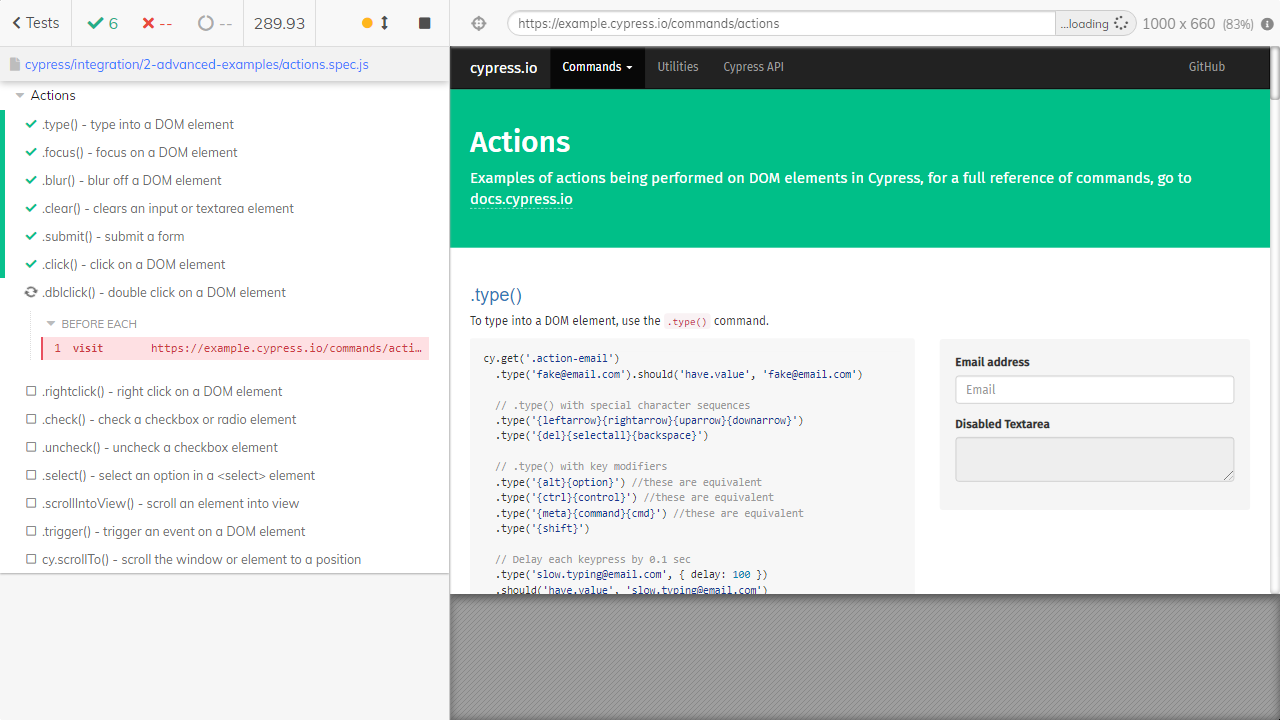 Tests
6
--
--
289.93
https://example.cypress.io/commands/actions
...loading
1000 x 660 (83%)
cypress/integration/2-advanced-examples/actions.spec.js
Actions
.type() - type into a DOM element
.focus() - focus on a DOM element
.blur() - blur off a DOM element
.clear() - clears an input or textarea element
.submit() - submit a form
.click() - click on a DOM element
.dblclick() - double click on a DOM element
BEFORE EACH
1 visit https://example.cypress.io/commands/acti...
.rightclick() - right click on a DOM element
.check() - check a checkbox or radio element
.uncheck() - uncheck a checkbox element
.select() - select an option in a <select> element
.scrollIntoView() - scroll an element into view
.trigger() - trigger an event on a DOM element
cy.scrollTo() - scroll the window or element to a position
cypress.io
Commands
Utilities
Cypress API
GitHub
Actions
Examples of actions being performed on DOM elements in Cypress, for a full reference of commands, go to
docs.cypress.io
.type()
To type into a DOM element, use the .type() command.
cy.get('.action-email')
.type('fake@email.com').should('have.value', 'fake@email.com')
// .type() with special character sequences
.type('{leftarrow}{rightarrow}{uparrow}{downarrow}')
.type('{del}{selectall}{backspace}')
// .type() with key modifiers
.type('{alt}{option}') //these are equivalent
.type('{ctrl}{control}') //these are equivalent
.type('{meta}{command}{cmd}') //these are equivalent
.type('{shift}')
// Delay each keypress by 0.1 sec
.type('slow.typing@email.com', { delay: 100 })
.should('have.value', 'slow.typing@email.com')
Email address
Email
Disabled Textarea